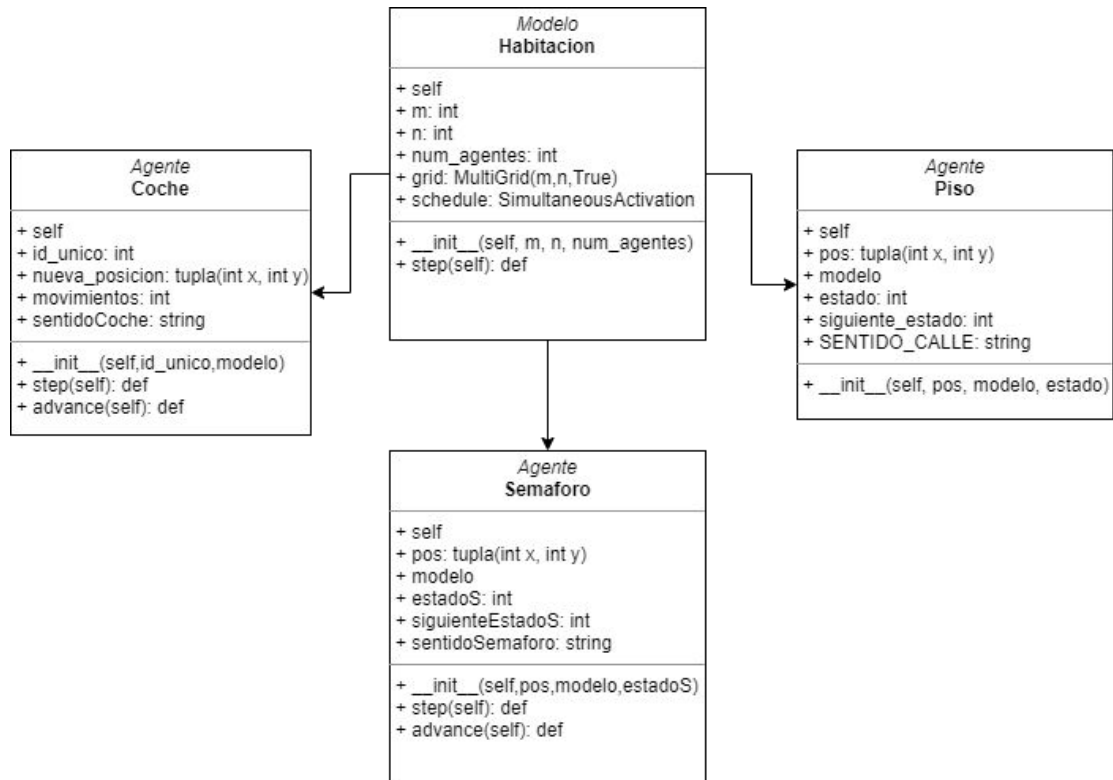 Modelo
Habitacion
+ self
+ m: int
+ n: int
+ num_agentes: int
+ grid: MultiGrid(m,n,True)
+ schedule: SimultaneousActivation
+ __init__(self, m, n, num_agentes)
+ step(self): def
Agente
Coche
+ self
+ id_unico: int
+ nueva_posicion: tupla(int x, int y)
+ movimientos: int
+ sentidoCoche: string
+ __init__(self,id_unico,modelo)
+ step(self): def
+ advance(self): def
Agente
Piso
+ self
+ pos: tupla(int x, int y)
+ modelo
+ estado: int
+ siguiente_estado: int
+ SENTIDO_CALLE: string
+ __init__(self, pos, modelo, estado)
Agente
Semaforo
+ self
+ pos: tupla(int x, int y)
+ modelo
+ estadoS: int
+ siguienteEstadoS: int
+ sentidoSemaforo: string
+ __init__(self,pos,modelo,estadoS)
+ step(self): def
+ advance(self): def